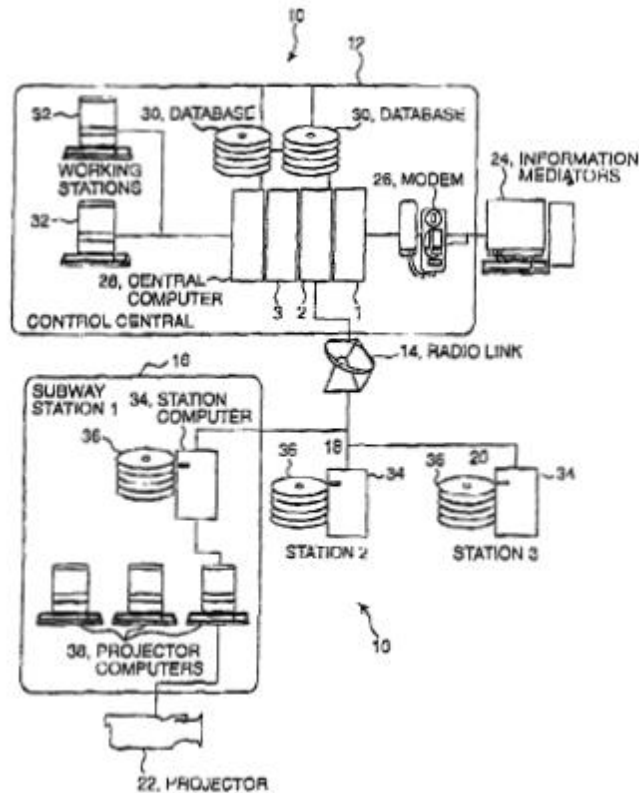 10
12
32
30, DATABASE
30, DATABASE
24, INFORMATION
MEDIATORS
WORKING
STATIONS
26, MODEM
32
28, CENTRAL
COMPUTER
3
2
1
CONTROL CENTRAL
14, RADIO LINK
16
SUBWAY
STATION 1
34, STATION
COMPUTER
36
18
36
34
20
36
34
STATION 2
STATION 3
38, PROJECTOR
COMPUTERS
10
22, PROJECTOR